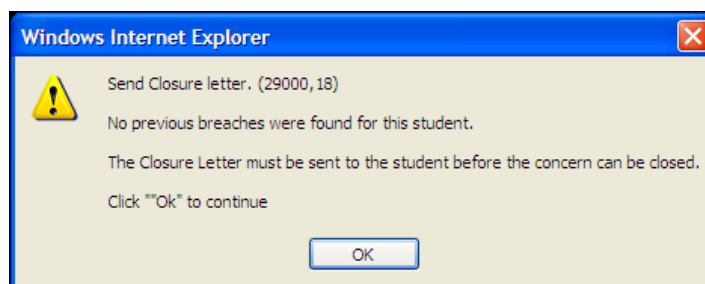 Windows Internet Explorer
Send Closure letter. (29000,18)
No previous breaches were found for this student.
The Closure Letter must be sent to the student before the concern can be closed.
Click ""Ok" to continue
OK